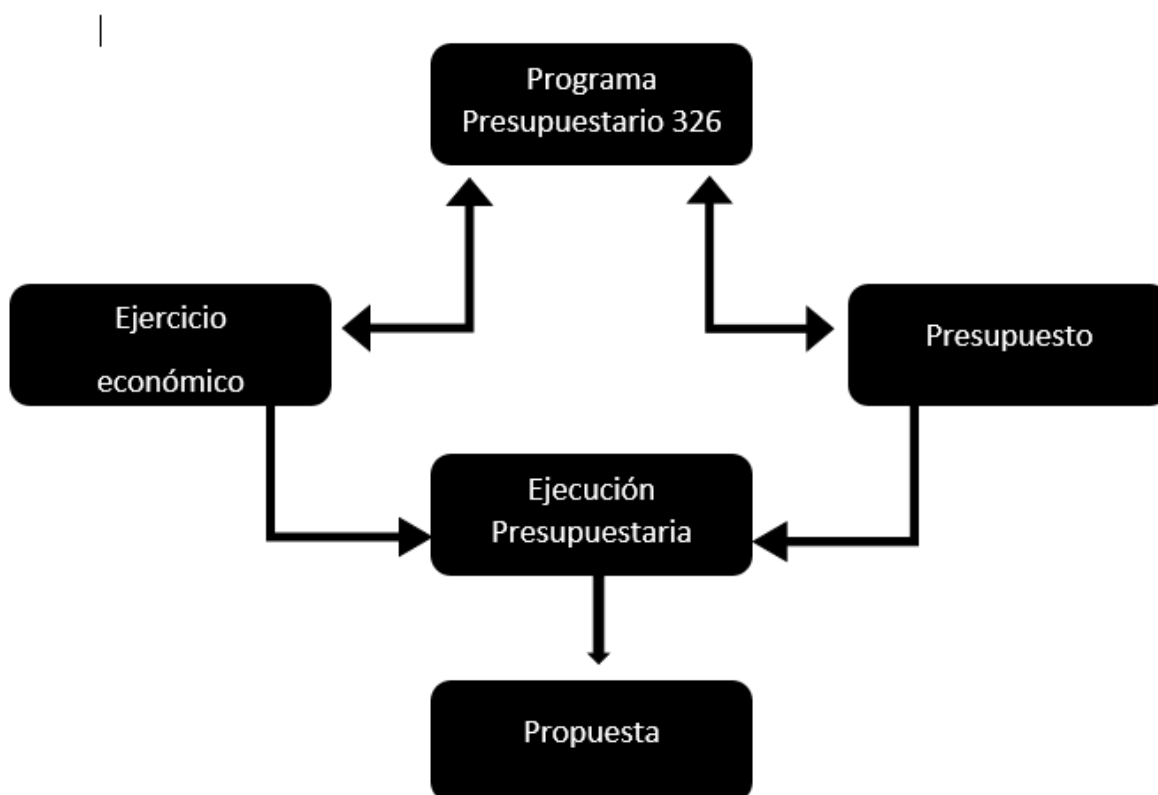 Programa
Presupuestario 326
Ejercicio
económico
Presupuesto
Ejecución
Presupuestaria
Propuesta